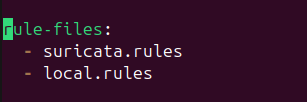 rule-files:
  - suricata.rules
  - local.rules